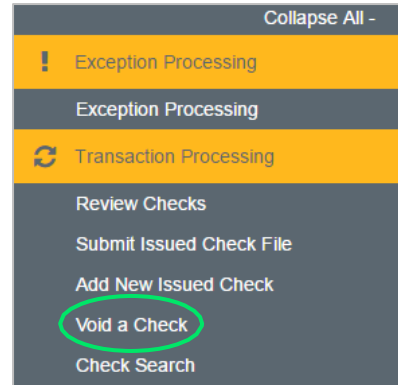 Collapse All -
Exception Processing
Exception Processing
Transaction Processing
Review Checks
Submit Issued Check File
Add New Issued Check
Void a Check
Check Search